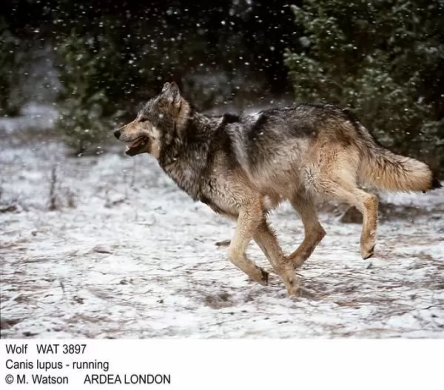 Wolf WAT 3897
Canis lupus - running
© M. Watson ARDEA LONDON